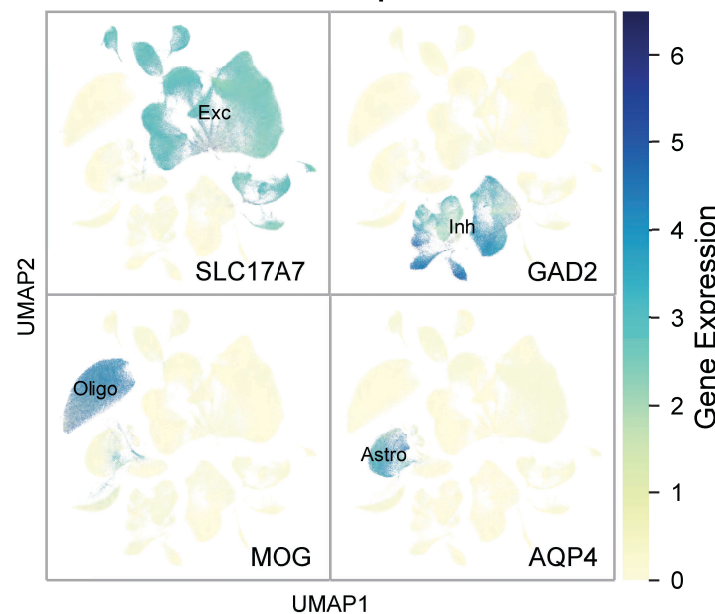 Exc
SLC17A7
Inh
GAD2
Oligo
MOG
Astro
AQP4
UMAP2
UMAP1
6
5
4
3
2
1
0
Gene Expression